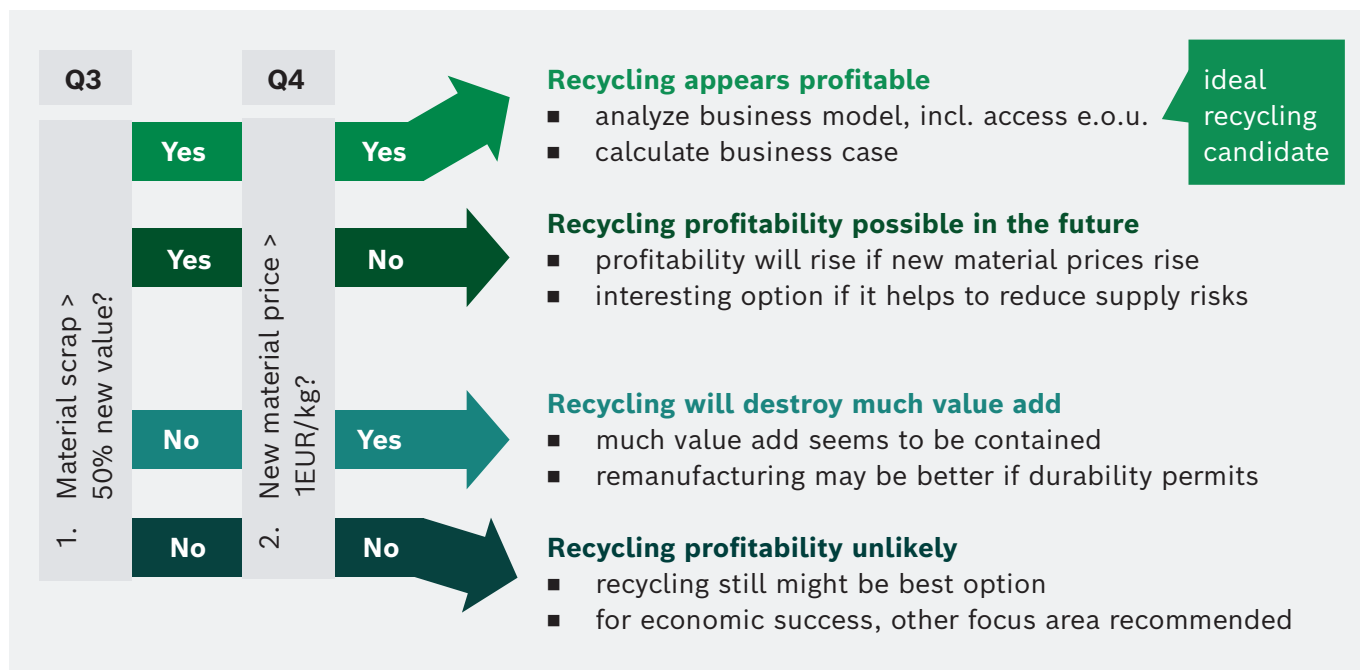 Q3
Q4
1. Material scrap >
50% new value?
2. New material price >
1EUR/kg?
Yes
Yes
Recycling appears profitable
■ analyze business model, incl. access e.o.u.
■ calculate business case
ideal
recycling
candidate
Yes
No
Recycling profitability possible in the future
■ profitability will rise if new material prices rise
■ interesting option if it helps to reduce supply risks
No
Yes
Recycling will destroy much value add
■ much value add seems to be contained
■ remanufacturing may be better if durability permits
No
No
Recycling profitability unlikely
■ recycling still might be best option
■ for economic success, other focus area recommended